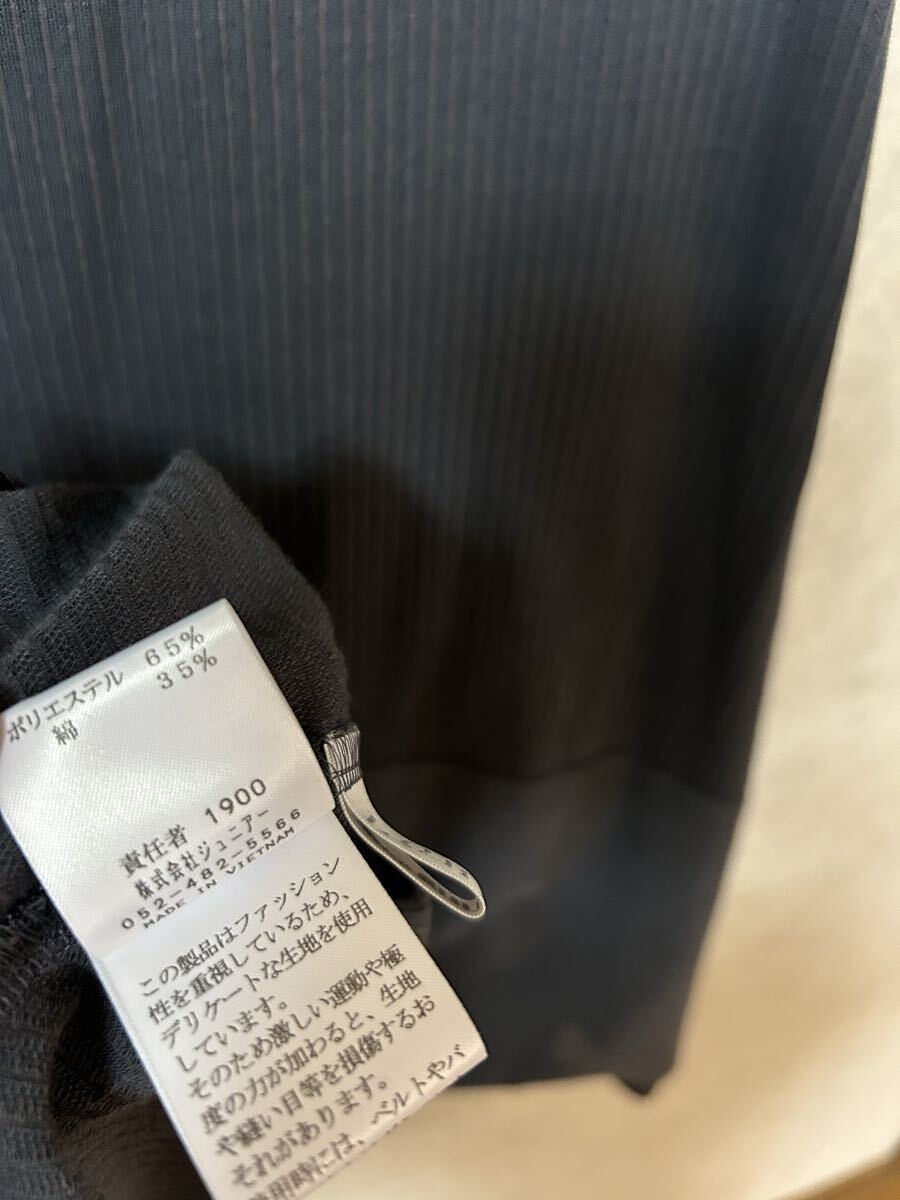 ポリエステル 65%
綿 35%
責任者 1900
株式会社ジュニアー
052-482-5566
MADE IN VIETNAM
この製品はファッション
性を重視しているため、
デリケートな生地を使用
しています。
そのため激しい運動や極
度の力が加わると、生地
や縫い目等を損傷するお
それがあります。
使用時には、ベルトやバ